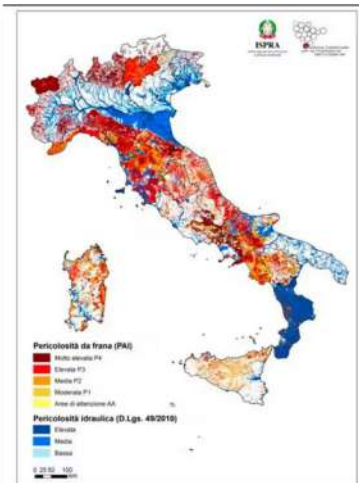 ISPRA
Pericolosità da frana (PAI)
Molto elevata P4
Elevata P3
Media P2
Moderata P1
Aree di attenzione AA
Pericolosità idraulica (D.Lgs. 49/2010)
Elevata
Media
Bassa
0 25 50 100